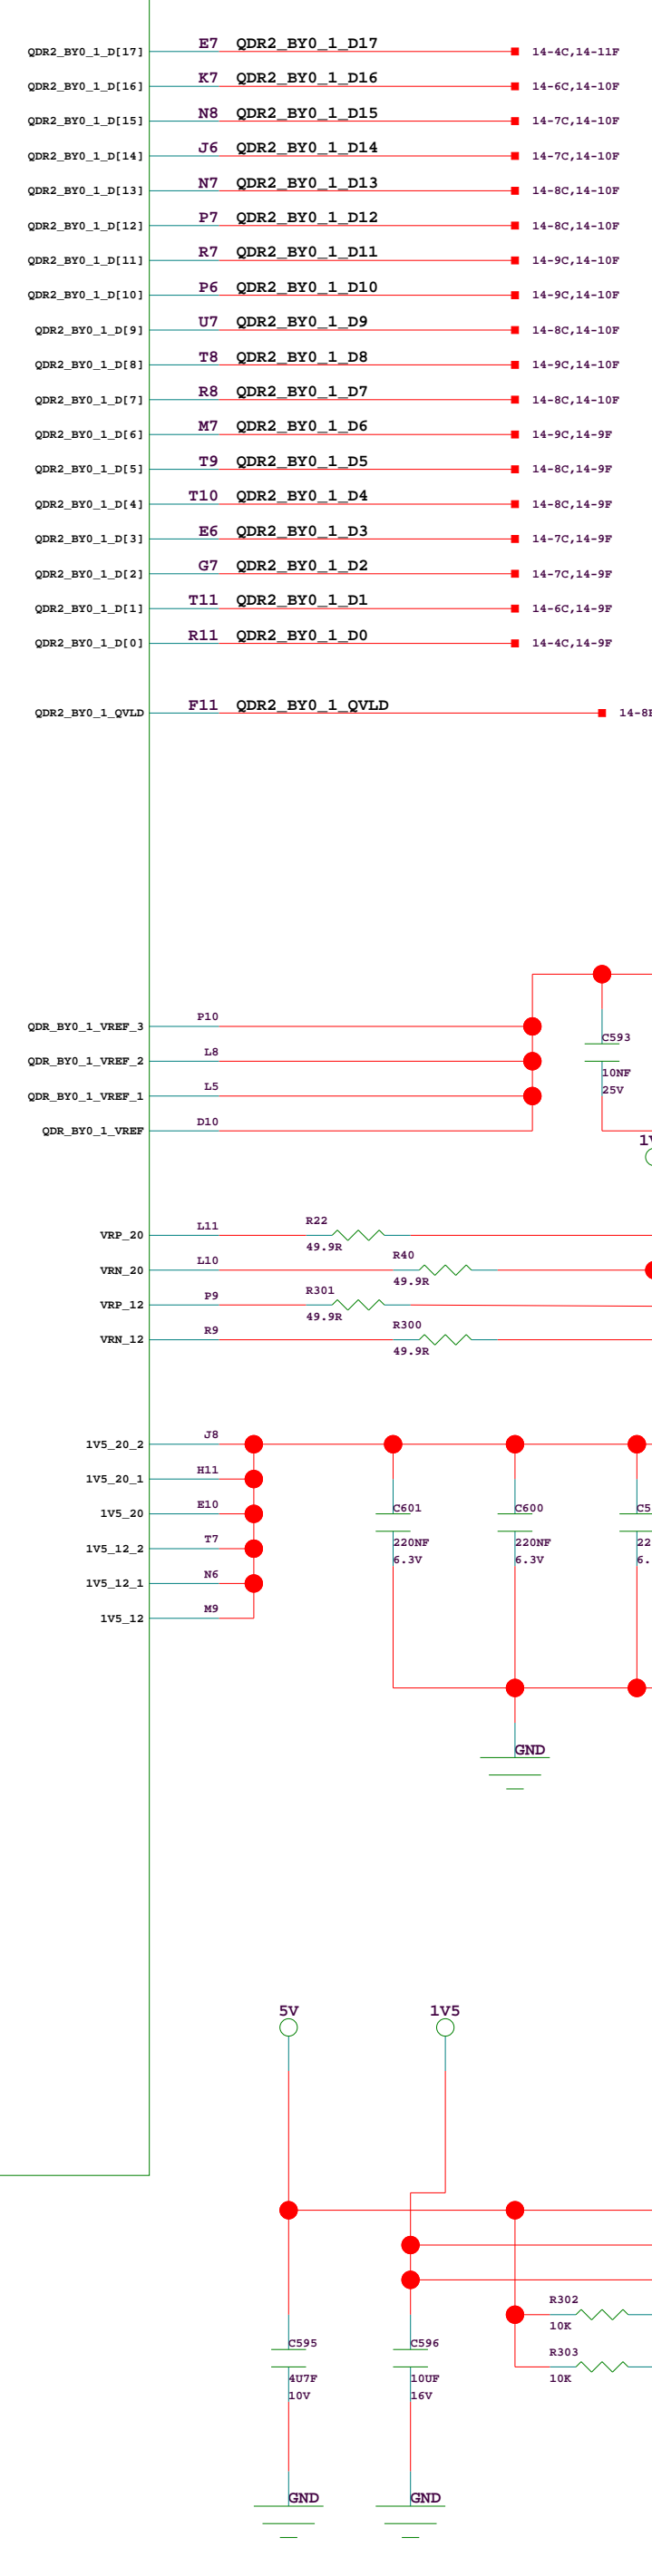 QDR2_BY0_1_D[17] E7 QDR2_BY0_1_D17 14-4C,14-11F
QDR2_BY0_1_D[16] K7 QDR2_BY0_1_D16 14-6C,14-10F
QDR2_BY0_1_D[15] N8 QDR2_BY0_1_D15 14-7C,14-10F
QDR2_BY0_1_D[14] J6 QDR2_BY0_1_D14 14-7C,14-10F
QDR2_BY0_1_D[13] N7 QDR2_BY0_1_D13 14-8C,14-10F
QDR2_BY0_1_D[12] P7 QDR2_BY0_1_D12 14-8C,14-10F
QDR2_BY0_1_D[11] R7 QDR2_BY0_1_D11 14-9C,14-10F
QDR2_BY0_1_D[10] P6 QDR2_BY0_1_D10 14-9C,14-10F
QDR2_BY0_1_D[9] U7 QDR2_BY0_1_D9 14-8C,14-10F
QDR2_BY0_1_D[8] T8 QDR2_BY0_1_D8 14-9C,14-10F
QDR2_BY0_1_D[7] R8 QDR2_BY0_1_D7 14-8C,14-10F
QDR2_BY0_1_D[6] M7 QDR2_BY0_1_D6 14-9C,14-9F
QDR2_BY0_1_D[5] T9 QDR2_BY0_1_D5 14-8C,14-9F
QDR2_BY0_1_D[4] T10 QDR2_BY0_1_D4 14-8C,14-9F
QDR2_BY0_1_D[3] E6 QDR2_BY0_1_D3 14-7C,14-9F
QDR2_BY0_1_D[2] G7 QDR2_BY0_1_D2 14-7C,14-9F
QDR2_BY0_1_D[1] T11 QDR2_BY0_1_D1 14-6C,14-9F
QDR2_BY0_1_D[0] R11 QDR2_BY0_1_D0 14-4C,14-9F
QDR2_BY0_1_QVLD F11 QDR2_BY0_1_QVLD
QDR_BY0_1_VREF_3 P10
C593
10NF
25V
QDR_BY0_1_VREF_2 L8
QDR_BY0_1_VREF_1 L5
QDR_BY0_1_VREF D10
VRP_20 L11 R22
49.9R
VRN_20 L10 R40
49.9R
VRP_12 P9 R301
49.9R
VRN_12 R9 R300
49.9R
1V5_20_2 J8
1V5_20_1 H11
1V5_20 E10
1V5_12_2 T7
1V5_12_1 N6
1V5_12 M9
C601
220NF
6.3V
C600
220NF
6.3V
GND
5V
1V5
R302
10K
R303
10K
C595
4U7F
10V
C596
10UF
16V
GND
GND